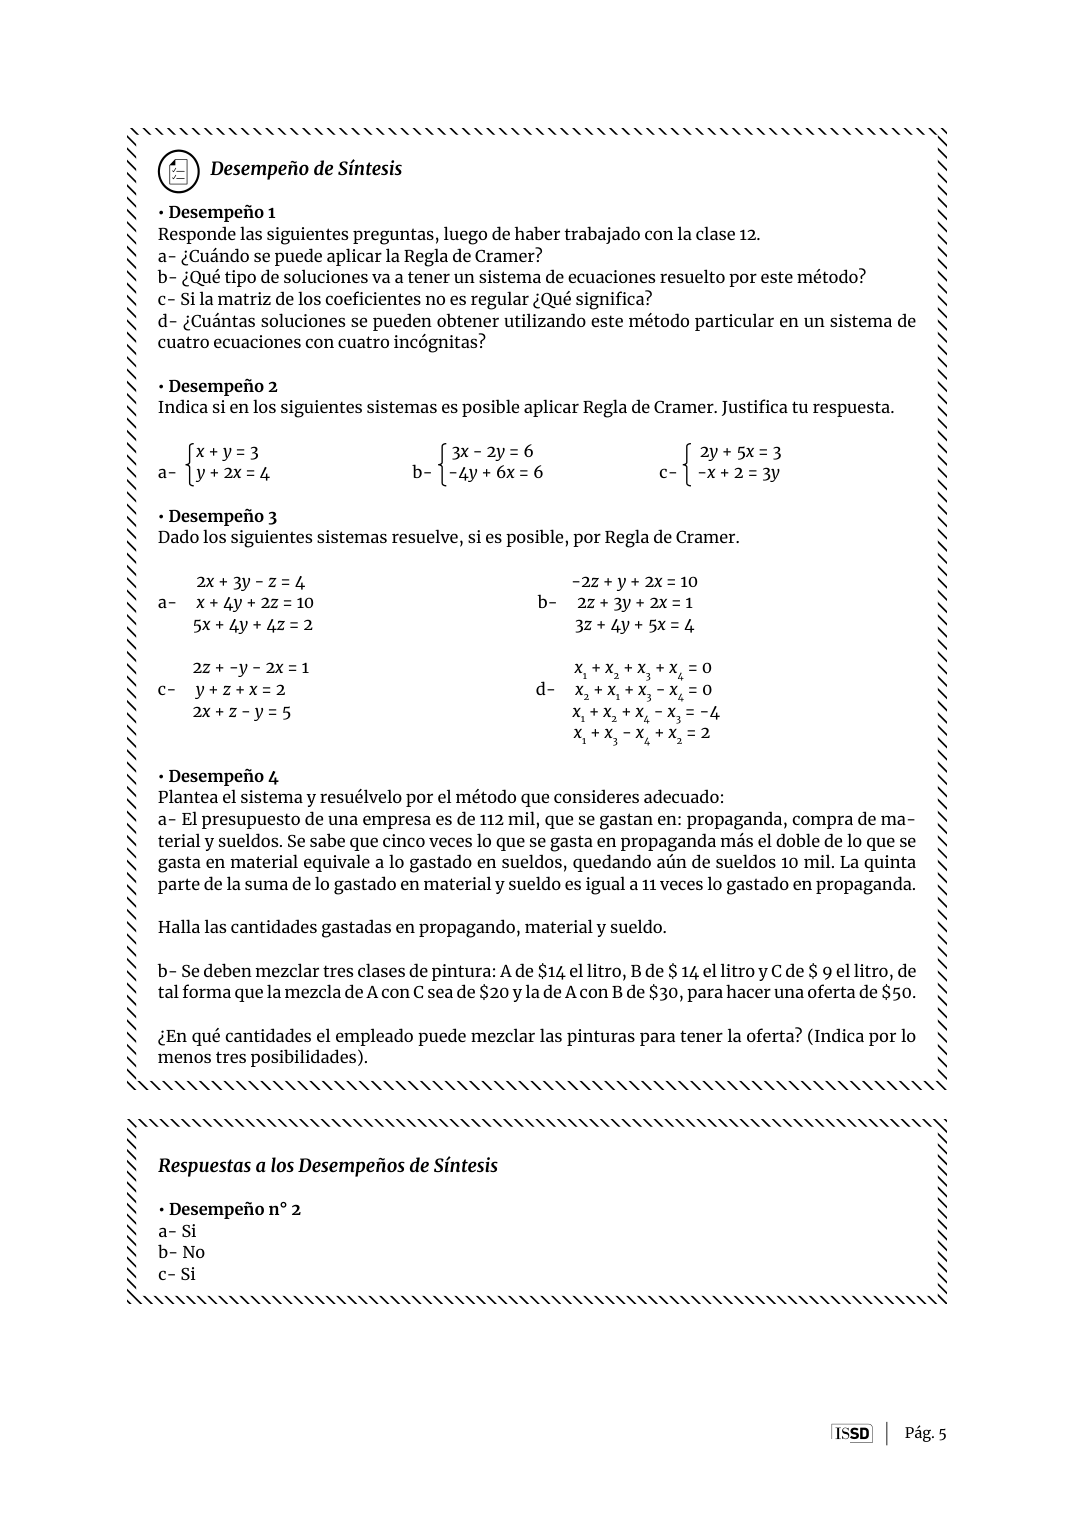 Desempeño de Síntesis
• Desempeño 1
Responde las siguientes preguntas, luego de haber trabajado con la clase 12.
a- ¿Cuándo se puede aplicar la Regla de Cramer?
b- ¿Qué tipo de soluciones va a tener un sistema de ecuaciones resuelto por este método?
c- Si la matriz de los coeficientes no es regular ¿Qué significa?
d- ¿Cuántas soluciones se pueden obtener utilizando este método particular en un sistema de
cuatro ecuaciones con cuatro incógnitas?
• Desempeño 2
Indica si en los siguientes sistemas es posible aplicar Regla de Cramer. Justifica tu respuesta.
a- { x + y = 3
y + 2x = 4
b- { 3x - 2y = 6
-4y + 6x = 6
c- { 2y + 5x = 3
-x + 2 = 3y
• Desempeño 3
Dado los siguientes sistemas resuelve, si es posible, por Regla de Cramer.
2x + 3y - z = 4
a- x + 4y + 2z = 10
5x + 4y + 4z = 2
-2z + y + 2x = 10
b- 2z + 3y + 2x = 1
3z + 4y + 5x = 4
2z + -y - 2x = 1
c- y + z + x = 2
2x + z - y = 5
x₁ + x₂ + x₃ + x₄ = 0
d- x₂ + x₁ + x₃ - x₄ = 0
x₁ + x₂ + x₄ - x₃ = -4
x₁ + x₃ - x₄ + x₂ = 2
• Desempeño 4
Plantea el sistema y resuélvelo por el método que consideres adecuado:
a- El presupuesto de una empresa es de 112 mil, que se gastan en: propaganda, compra de ma-
terial y sueldos. Se sabe que cinco veces lo que se gasta en propaganda más el doble de lo que se
gasta en material equivale a lo gastado en sueldos, quedando aún de sueldos 10 mil. La quinta
parte de la suma de lo gastado en material y sueldo es igual a 11 veces lo gastado en propaganda.
Halla las cantidades gastadas en propagando, material y sueldo.
b- Se deben mezclar tres clases de pintura: A de $14 el litro, B de $ 14 el litro y C de $ 9 el litro, de
tal forma que la mezcla de A con C sea de $20 y la de A con B de $30, para hacer una oferta de $50.
¿En qué cantidades el empleado puede mezclar las pinturas para tener la oferta? (Indica por lo
menos tres posibilidades).
Respuestas a los Desempeños de Síntesis
• Desempeño n° 2
a- Si
b- No
c- Si
ISSD | Pág. 5